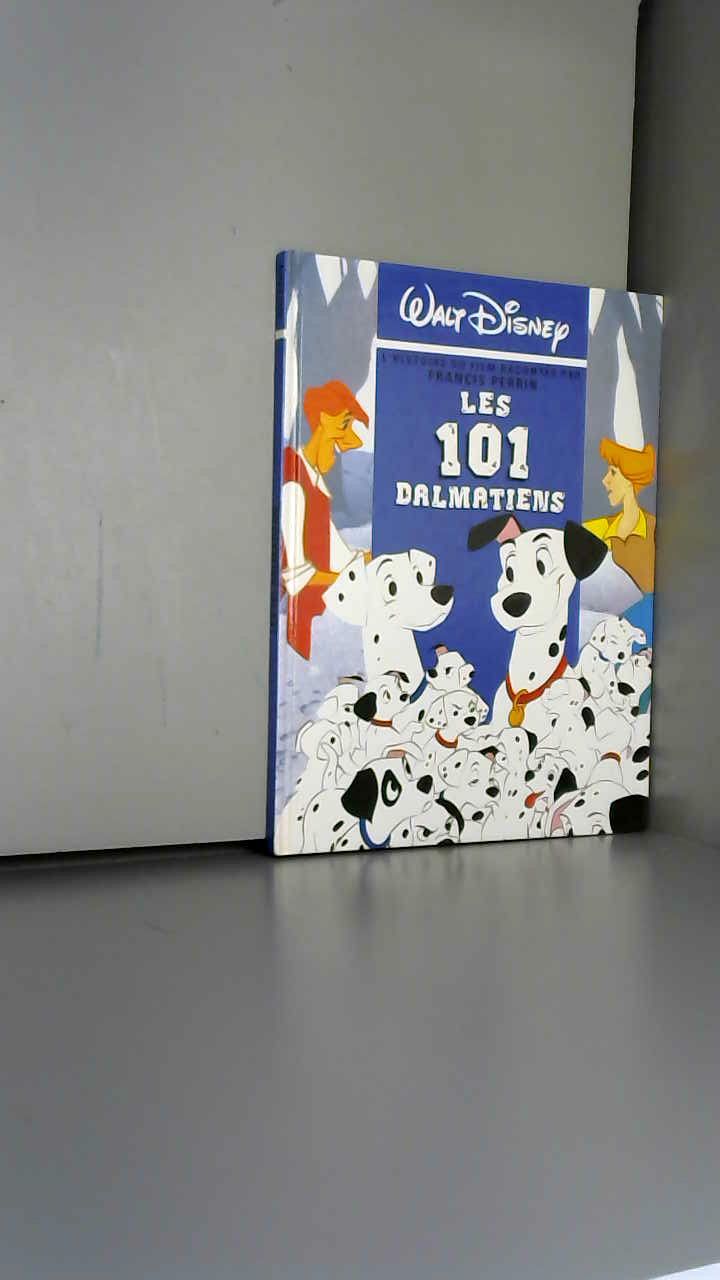 WALT DISNEY
L'HISTOIRE DU FILM RACONTÉE PAR
FRANCIS PERRIN
LES
101
DALMATIENS